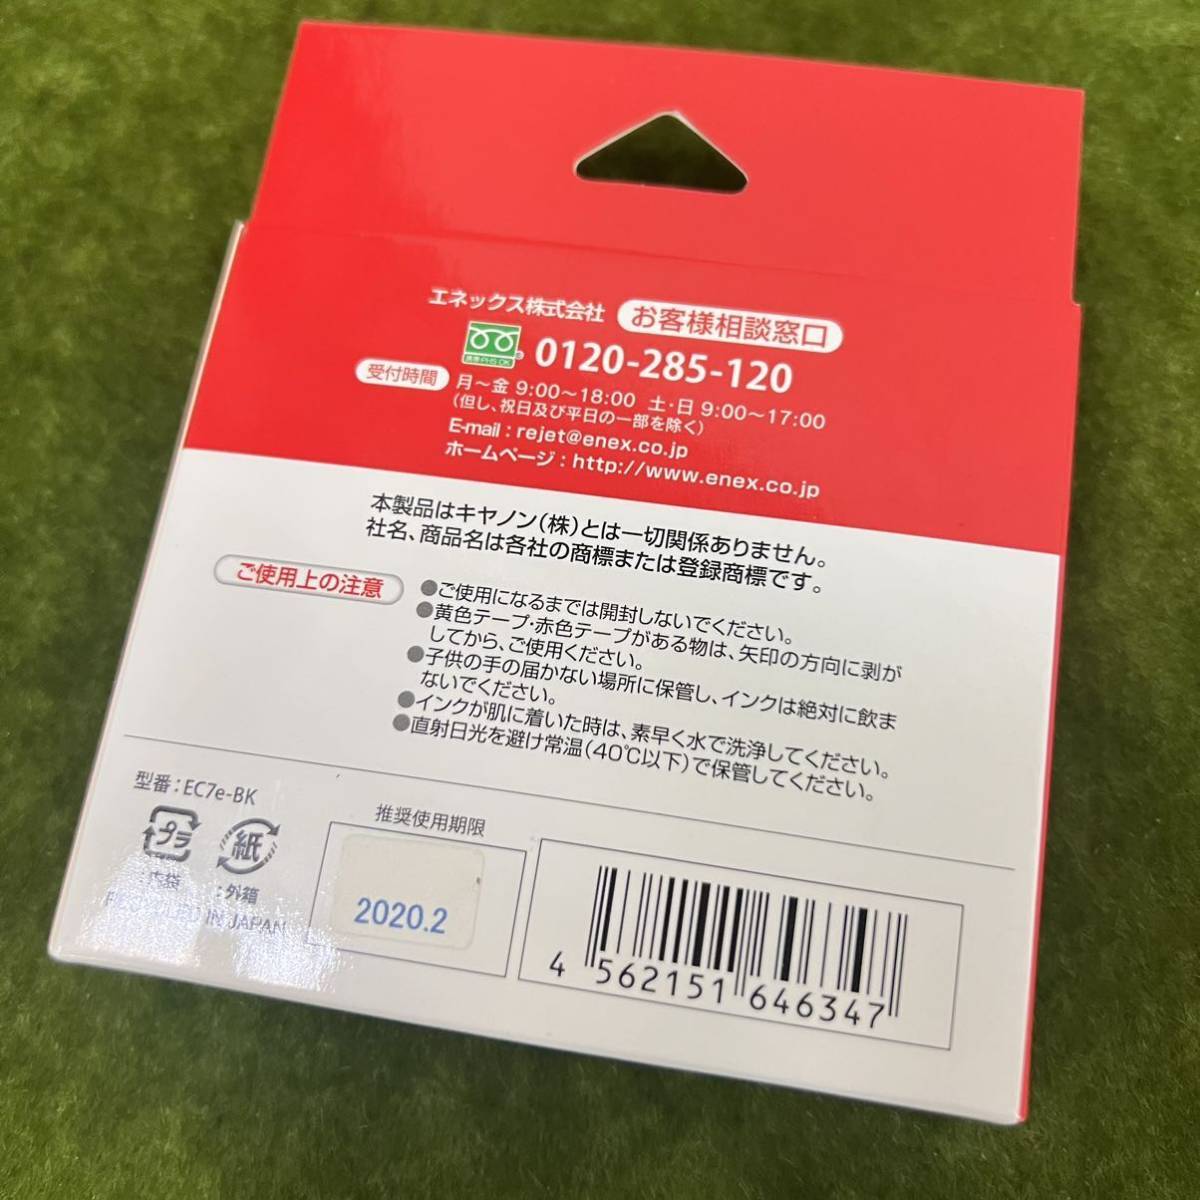 エネックス株式会社 お客様相談窓口
携帯・PHS OK 0120-285-120
受付時間 月～金 9:00～18:00 土・日 9:00～17:00
(但し、祝日及び平日の一部を除く)
E-mail : rejet@enex.co.jp
ホームページ : http://www.enex.co.jp
本製品はキヤノン(株)とは一切関係ありません。
社名、商品名は各社の商標または登録商標です。
ご使用上の注意
●ご使用になるまでは開封しないでください。
●黄色テープ・赤色テープがある物は、矢印の方向に剥が
してから、ご使用ください。
●子供の手の届かない場所に保管し、インクは絶対に飲ま
ないでください。
●インクが肌に着いた時は、素早く水で洗浄してください。
●直射日光を避け常温(40℃以下)で保管してください。
型番：EC7e-BK
プラ 紙
：内袋 ：外箱
IN JAPAN
推奨使用期限
2020.2
4 562151 646347